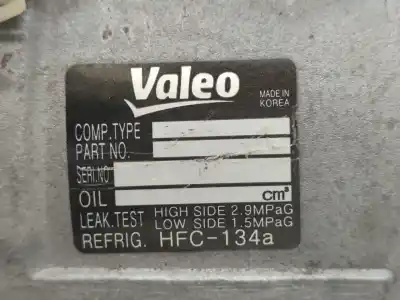 Valeo
MADE IN
KOREA
COMP.TYPE
PART NO.
SERI.NO
OIL cm³
LEAK.TEST HIGH SIDE 2.9MPaG
LOW SIDE 1.5MPaG
REFRIG. HFC-134a